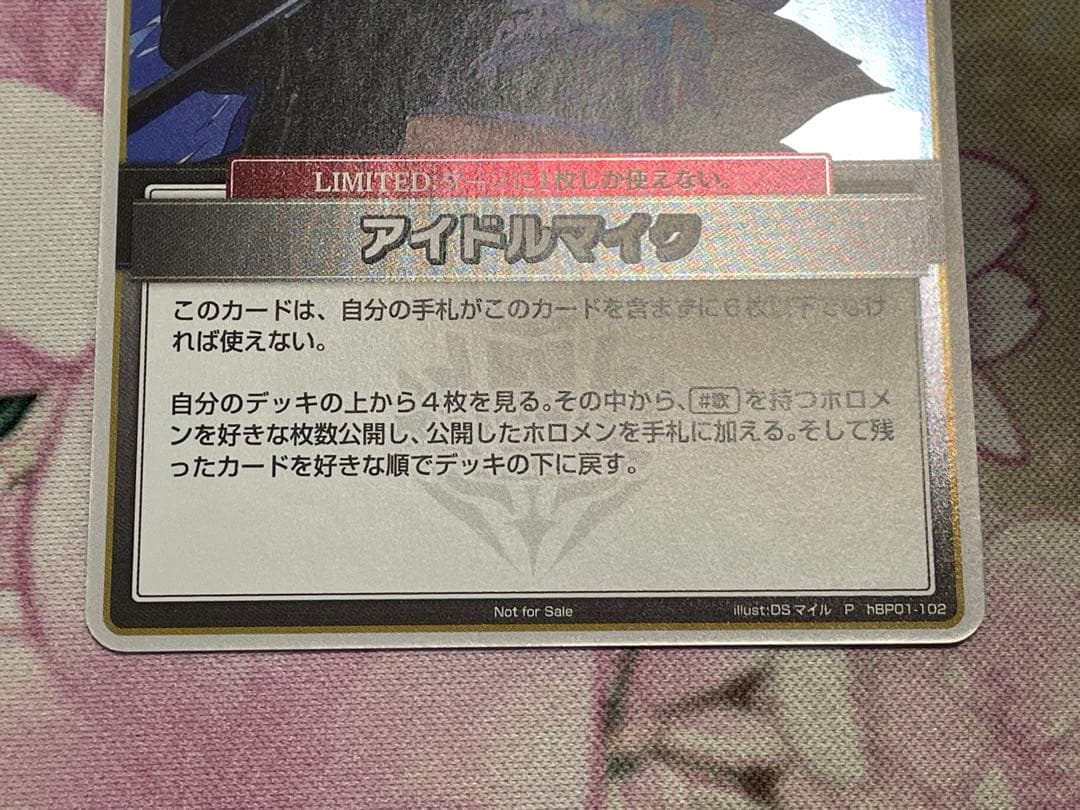 LIMITED:ターンに1枚しか使えない。
アイドルマイク
このカードは、自分の手札がこのカードを含まずに6枚以下でなけ
れば使えない。
自分のデッキの上から4枚を見る。その中から、#歌を持つホロメ
ンを好きな枚数公開し、公開したホロメンを手札に加える。そして残
ったカードを好きな順でデッキの下に戻す。
Not for Sale
illust:DSマイル P hBP01-102